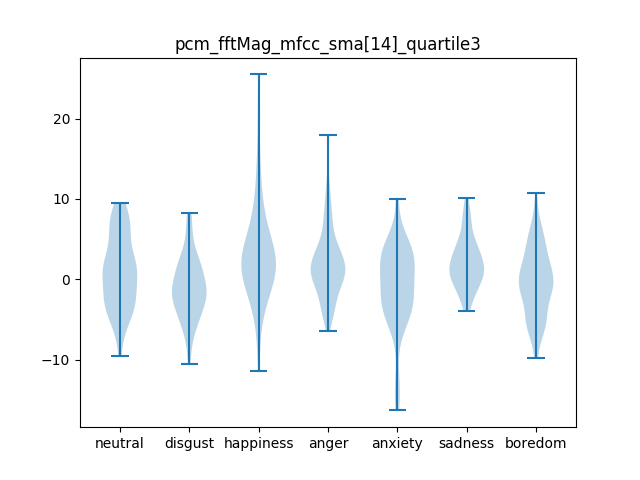 pcm_fftMag_mfcc_sma[14]_quartile3
20
10
0
−10
neutral disgust happiness anger anxiety sadness boredom